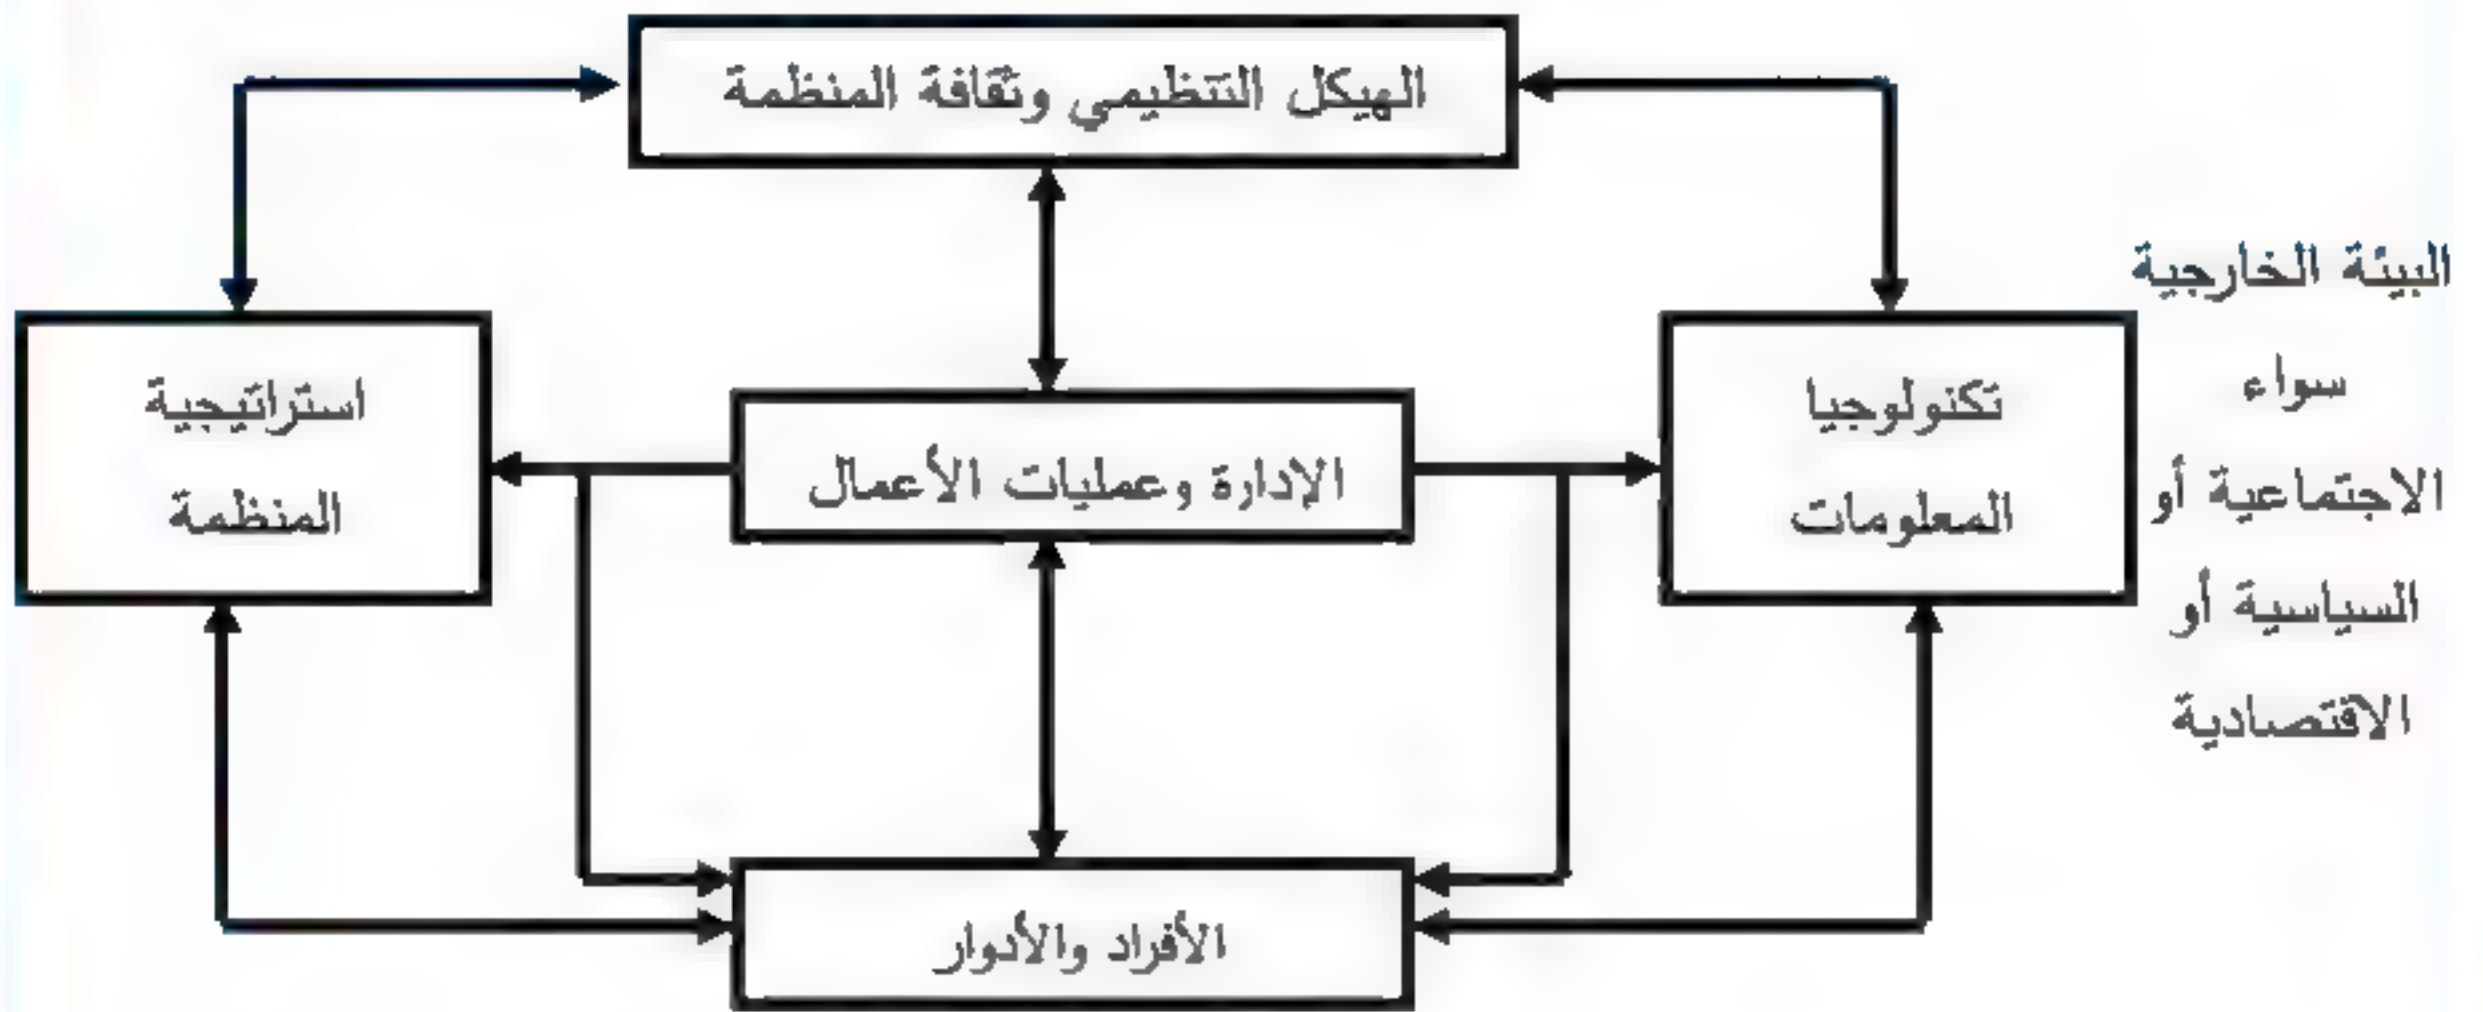 الهيكل التنظيمي وثقافة المنظمة
البيئة الخارجية
سواء
الاجتماعية أو
السياسية أو
الاقتصادية
تكنولوجيا
المعلومات
الإدارة وعمليات الأعمال
استراتيجية
المنظمة
الأفراد والأدوار